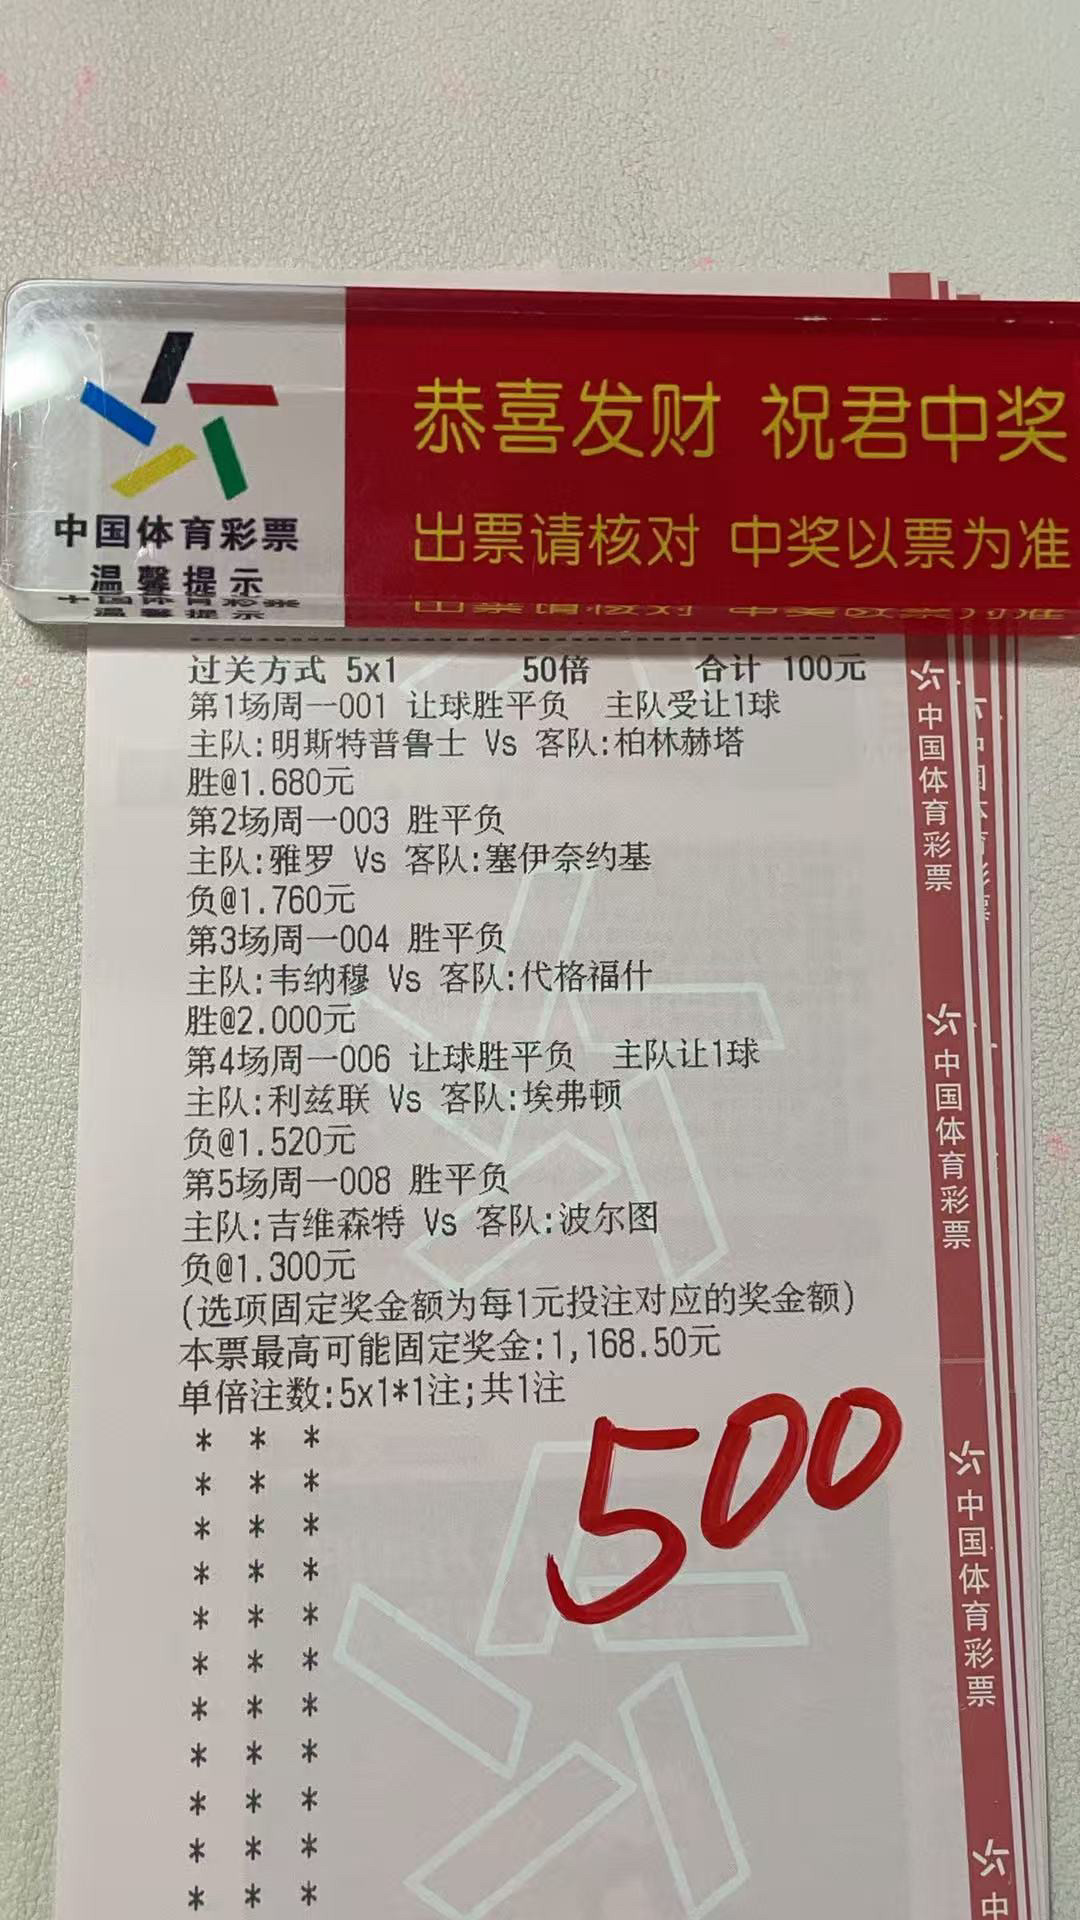 恭喜发财 祝君中奖
出票请核对 中奖以票为准
中国体育彩票
温馨提示
过关方式 5x1 50倍 合计 100元
第1场周一001 让球胜平负 主队受让1球
主队:明斯特普鲁士 Vs 客队:柏林赫塔
胜@1.680元
第2场周一003 胜平负
主队:雅罗 Vs 客队:塞伊奈约基
负@1.760元
第3场周一004 胜平负
主队:韦纳穆 Vs 客队:代格福什
胜@2.000元
第4场周一006 让球胜平负 主队让1球
主队:利兹联 Vs 客队:埃弗顿
负@1.520元
第5场周一008 胜平负
主队:吉维森特 Vs 客队:波尔图
负@1.300元
(选项固定奖金额为每1元投注对应的奖金额)
本票最高可能固定奖金:1,168.50元
单倍注数:5x1*1注;共1注
* * *
* * *
* * *
* * *
* * *
* * *
* * *
* * *
* * *
* * *
* * *
500
中国体育彩票
中国体育彩票
中国体育彩票
中